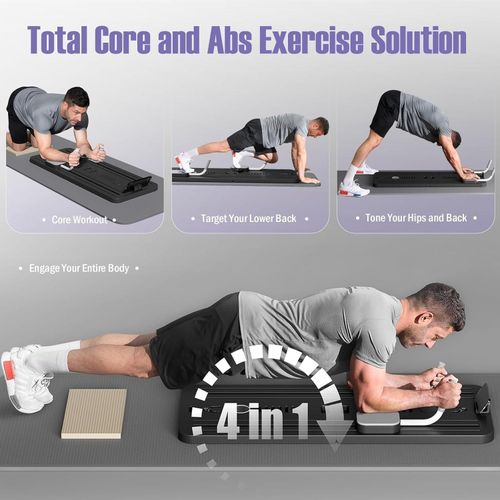 Total Core and Abs Exercise Solution
Core Workout
Target Your Lower Back
Tone Your Hips and Back
Engage Your Entire Body
4 in 1